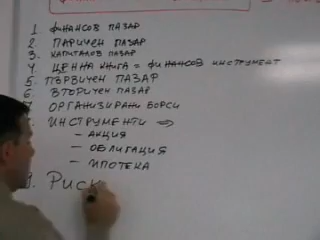 1. ФИНАНСОВ ПАЗАР
2. ПАРИЧЕН ПАЗАР
3. КАПИТАЛОВ ПАЗАР
4. ЦЕННА КНИГА = ФИНАНСОВ ИНСТРУМЕНТ
5. ПЪРВИЧЕН ПАЗАР
6. ВТОРИЧЕН ПАЗАР
7. ОРГАНИЗИРАНИ БОРСИ
ИНСТРУМЕНТИ ⇒
– АКЦИЯ
– ОБЛИГАЦИЯ
– ИПОТЕКА
9. РИСК